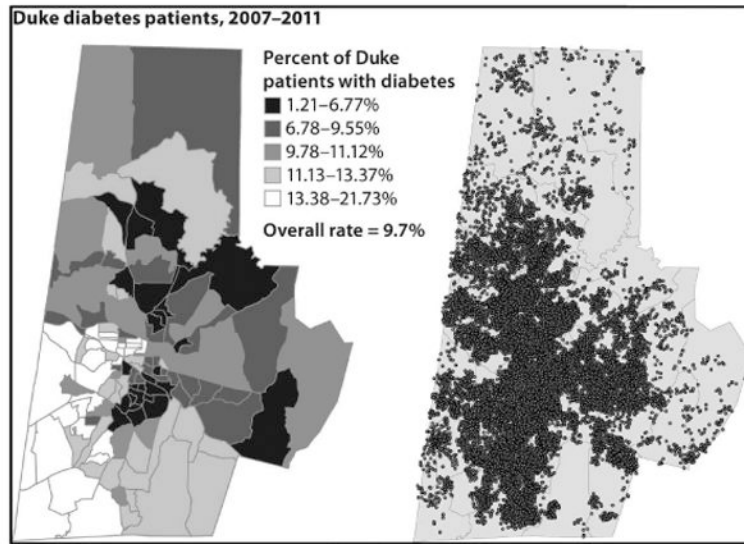 Duke diabetes patients, 2007–2011
Percent of Duke
patients with diabetes
1.21–6.77%
6.78–9.55%
9.78–11.12%
11.13–13.37%
13.38–21.73%
Overall rate = 9.7%